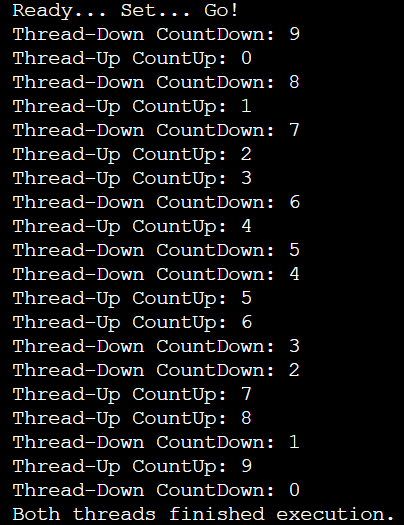 Ready... Set... Go!
Thread-Down CountDown: 9
Thread-Up CountUp: 0
Thread-Down CountDown: 8
Thread-Up CountUp: 1
Thread-Down CountDown: 7
Thread-Up CountUp: 2
Thread-Up CountUp: 3
Thread-Down CountDown: 6
Thread-Up CountUp: 4
Thread-Down CountDown: 5
Thread-Down CountDown: 4
Thread-Up CountUp: 5
Thread-Up CountUp: 6
Thread-Down CountDown: 3
Thread-Down CountDown: 2
Thread-Up CountUp: 7
Thread-Up CountUp: 8
Thread-Down CountDown: 1
Thread-Up CountUp: 9
Thread-Down CountDown: 0
Both threads finished execution.